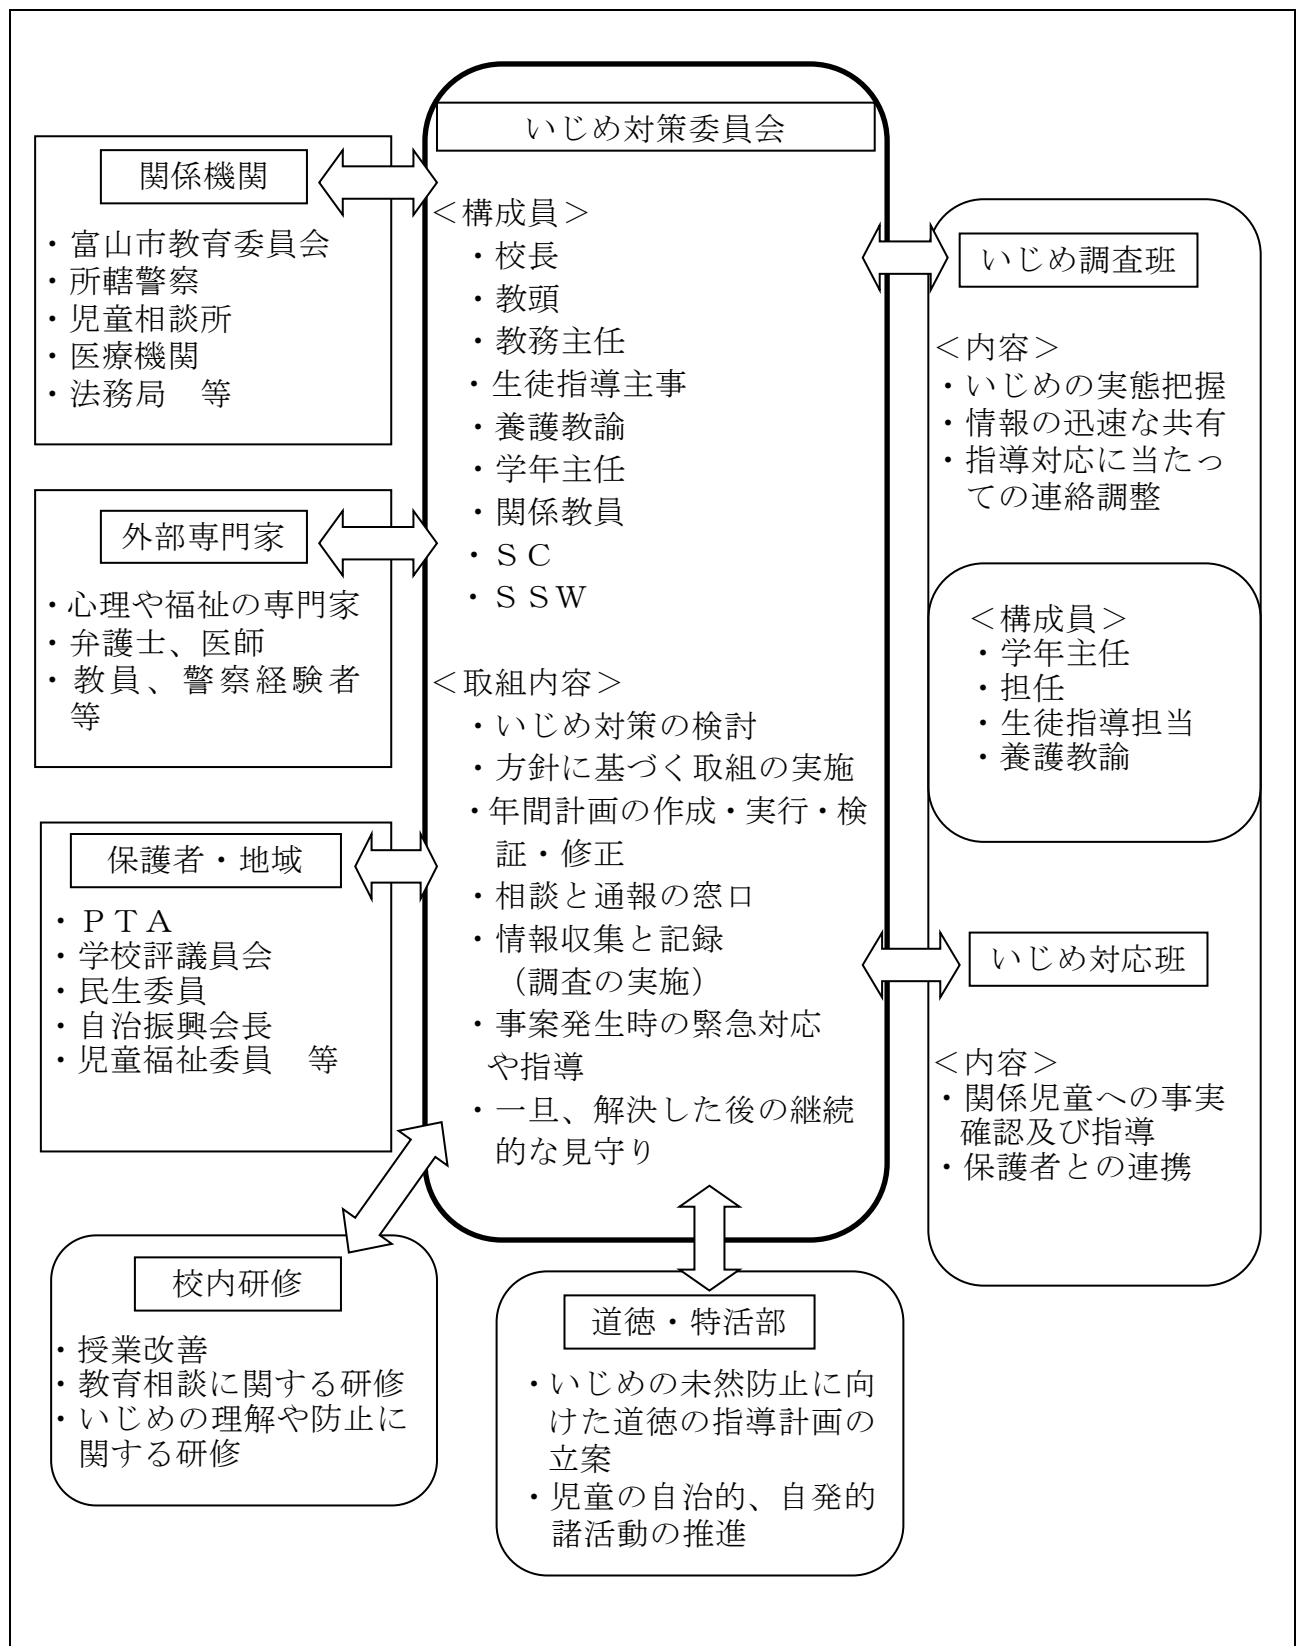 いじめ対策委員会
＜構成員＞
・校長
・教頭
・教務主任
・生徒指導主事
・養護教諭
・学年主任
・関係教員
・ＳＣ
・ＳＳＷ
＜取組内容＞
・いじめ対策の検討
・方針に基づく取組の実施
・年間計画の作成・実行・検
証・修正
・相談と通報の窓口
・情報収集と記録
（調査の実施）
・事案発生時の緊急対応
や指導
・一旦、解決した後の継続
的な見守り
関係機関
・富山市教育委員会
・所轄警察
・児童相談所
・医療機関
・法務局　等
外部専門家
・心理や福祉の専門家
・弁護士、医師
・教員、警察経験者
等
保護者・地域
・ＰＴＡ
・学校評議員会
・民生委員
・自治振興会長
・児童福祉委員　等
校内研修
・授業改善
・教育相談に関する研修
・いじめの理解や防止に
関する研修
道徳・特活部
・いじめの未然防止に向
けた道徳の指導計画の
立案
・児童の自治的、自発的
諸活動の推進
いじめ調査班
＜内容＞
・いじめの実態把握
・情報の迅速な共有
・指導対応に当たっ
ての連絡調整
＜構成員＞
・学年主任
・担任
・生徒指導担当
・養護教諭
いじめ対応班
＜内容＞
・関係児童への事実
確認及び指導
・保護者との連携